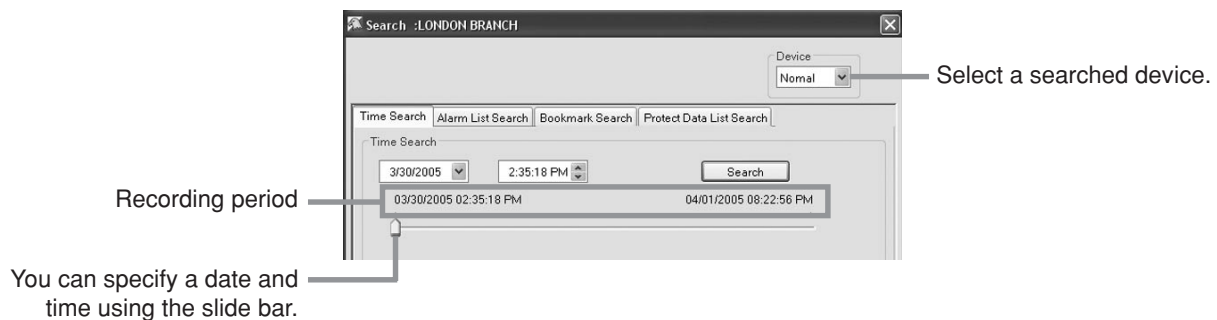 Search :LONDON BRANCH
Device
Nomal
Select a searched device.
Time Search Alarm List Search Bookmark Search Protect Data List Search
Time Search
3/30/2005 2:35:18 PM Search
Recording period
03/30/2005 02:35:18 PM 04/01/2005 08:22:56 PM
You can specify a date and
time using the slide bar.